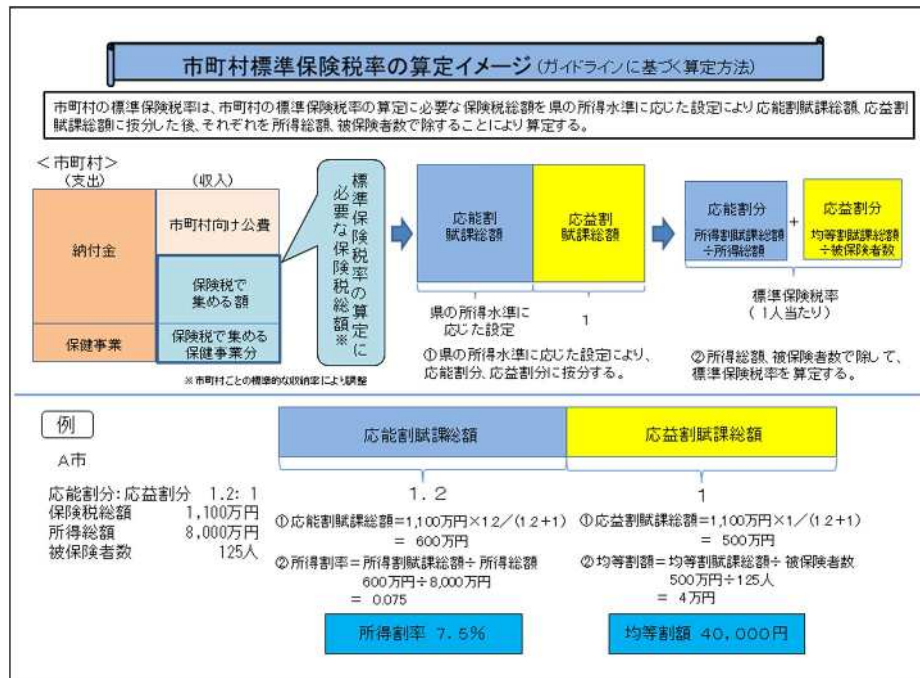 市町村標準保険税率の算定イメージ(ガイドラインに基づく算定方法)
市町村の標準保険税率は、市町村の標準保険税率の算定に必要な保険税総額を県の所得水準に応じた設定により応能割賦課総額、応益割
賦課総額に按分した後、それぞれを所得総額、被保険者数で除することにより算定する。
<市町村>
(支出)
(収入)
納付金
保健事業
市町村向け公費
保険税で
集める額
保険税で集める
保健事業分
標準保険税率の算定に
必要な保険税総額※
※市町村ごとの標準的な収納率により調整
応能割
賦課総額
応益割
賦課総額
県の所得水準に
応じた設定
1
①県の所得水準に応じた設定により、
応能割分、応益割分に按分する。
応能割分
所得割賦課総額
÷所得総額
+
応益割分
均等割賦課総額
÷被保険者数
標準保険税率
(1人当たり)
②所得総額、被保険者数で除して、
標準保険税率を算定する。
例
A市
応能割分:応益割分 1.2:1
保険税総額 1,100万円
所得総額 8,000万円
被保険者数 125人
応能割賦課総額
応益割賦課総額
1.2
①応能割賦課総額=1,100万円×1.2/(1.2+1)
= 600万円
②所得割率=所得割賦課総額÷所得総額
600万円÷8,000万円
= 0.075
所得割率 7.5%
1
①応益割賦課総額=1,100万円×1/(1.2+1)
= 500万円
②均等割額=均等割賦課総額÷被保険者数
500万円÷125人
= 4万円
均等割額 40,000円